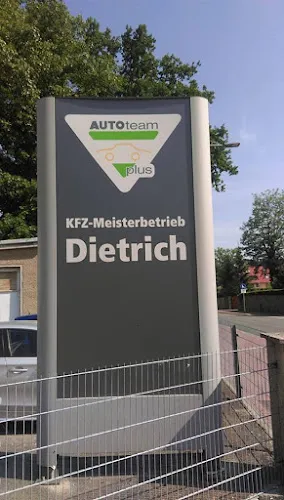 AUTOteam
plus
KFZ-Meisterbetrieb
Dietrich